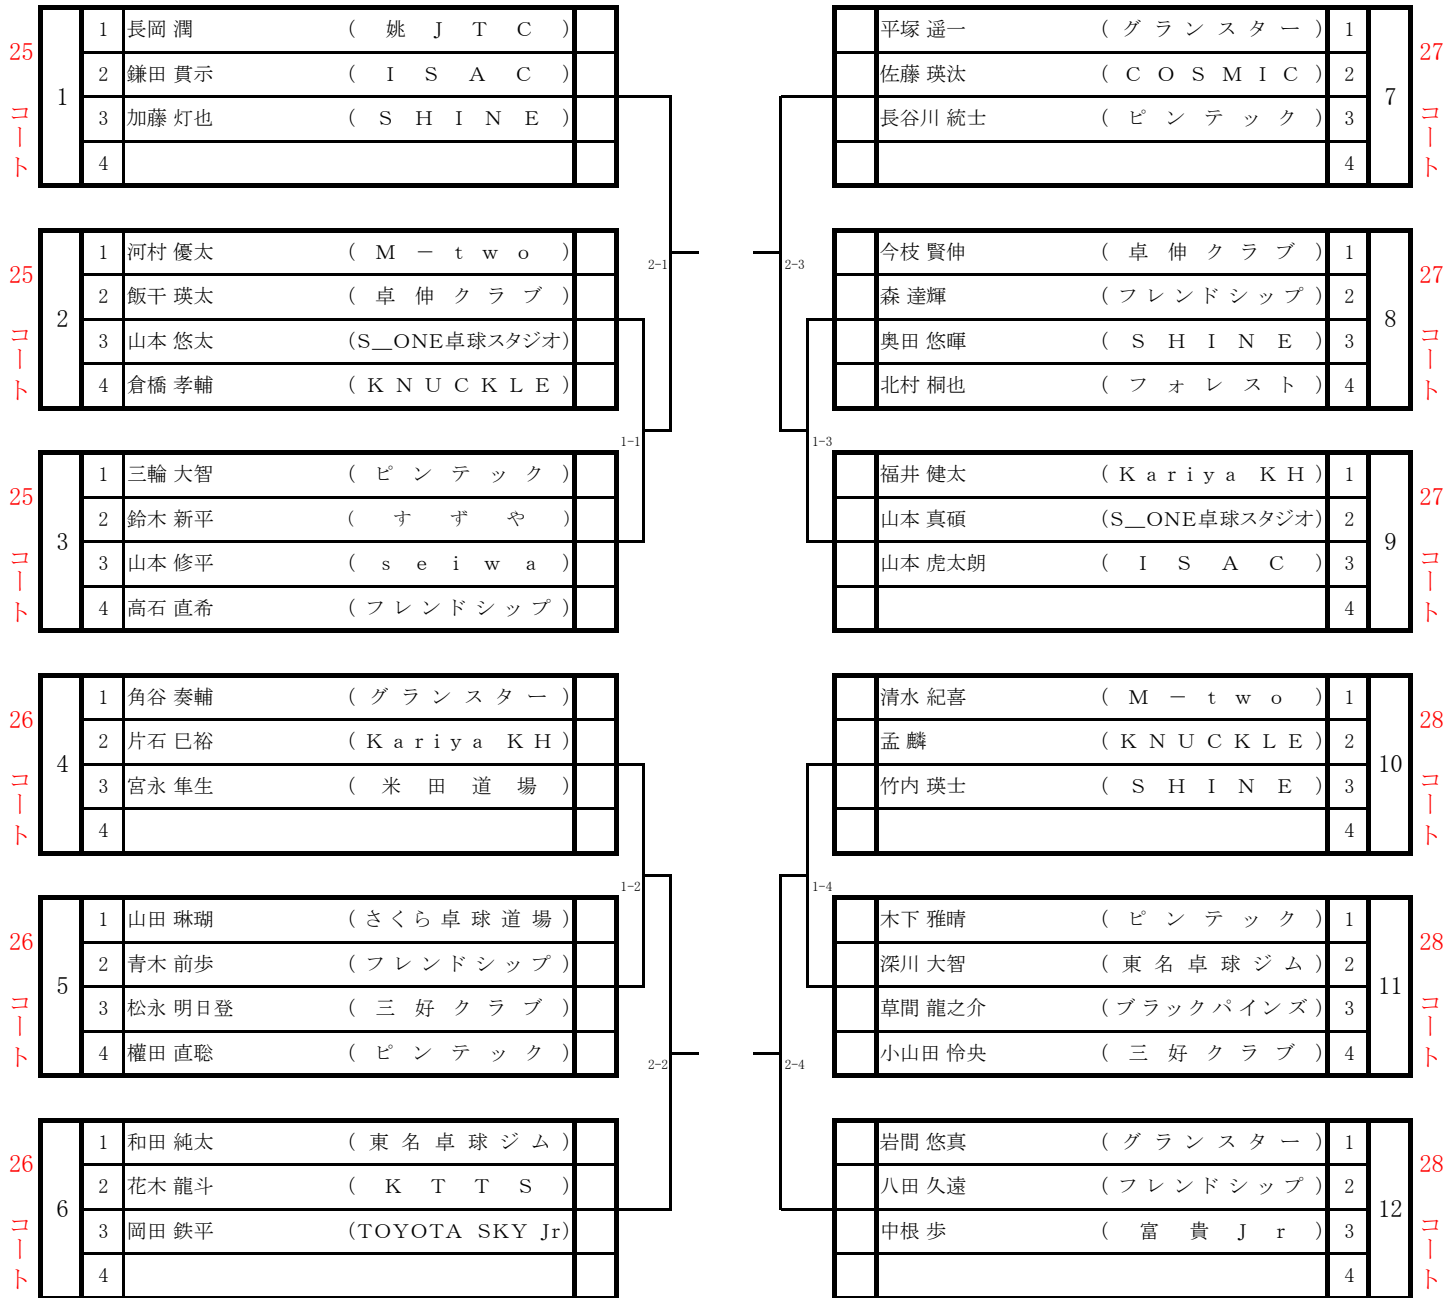 25コート
1
1 長岡 潤 (姚JTC)
2 鎌田 貫示 (ISAC)
3 加藤 灯也 (SHINE)
4
25コート
2
1 河村 優太 (M－two)
2 飯干 瑛太 (卓伸クラブ)
3 山本 悠太 (S__ONE卓球スタジオ)
4 倉橋 孝輔 (KNUCKLE)
25コート
3
1 三輪 大智 (ピンテック)
2 鈴木 新平 (すずや)
3 山本 修平 (seiwa)
4 高石 直希 (フレンドシップ)
26コート
4
1 角谷 奏輔 (グランスター)
2 片石 巳裕 (Kariya KH)
3 宮永 隼生 (米田道場)
4
26コート
5
1 山田 琳瑚 (さくら卓球道場)
2 青木 前歩 (フレンドシップ)
3 松永 明日登 (三好クラブ)
4 權田 直聡 (ピンテック)
26コート
6
1 和田 純太 (東名卓球ジム)
2 花木 龍斗 (KTTS)
3 岡田 鉄平 (TOYOTA SKY Jr)
4
2-1
1-1
1-2
2-2
2-3
1-3
1-4
2-4
平塚 遥一 (グランスター) 1
佐藤 瑛汰 (COSMIC) 2
長谷川 統士 (ピンテック) 3
4
7
27コート
今枝 賢伸 (卓伸クラブ) 1
森 達輝 (フレンドシップ) 2
奥田 悠暉 (SHINE) 3
北村 桐也 (フォレスト) 4
8
27コート
福井 健太 (Kariya KH) 1
山本 真碩 (S__ONE卓球スタジオ) 2
山本 虎太朗 (ISAC) 3
4
9
27コート
清水 紀喜 (M－two) 1
孟 麟 (KNUCKLE) 2
竹内 瑛士 (SHINE) 3
4
10
28コート
木下 雅晴 (ピンテック) 1
深川 大智 (東名卓球ジム) 2
草間 龍之介 (ブラックパインズ) 3
小山田 怜央 (三好クラブ) 4
11
28コート
岩間 悠真 (グランスター) 1
八田 久遠 (フレンドシップ) 2
中根 歩 (富貴Jr) 3
4
12
28コート